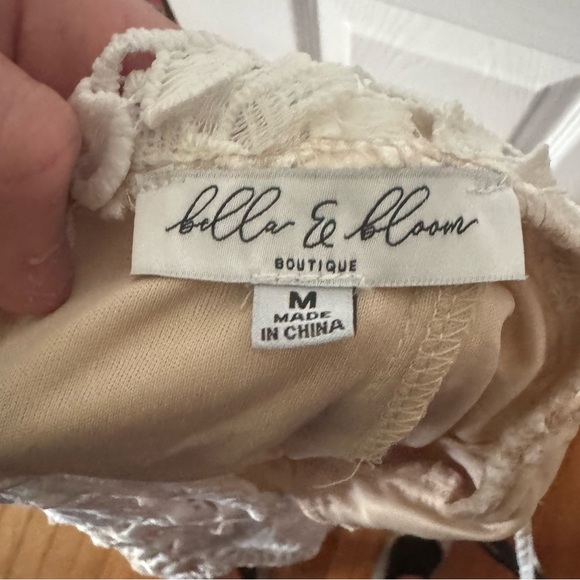 bella & bloom
BOUTIQUE
M
MADE
IN CHINA